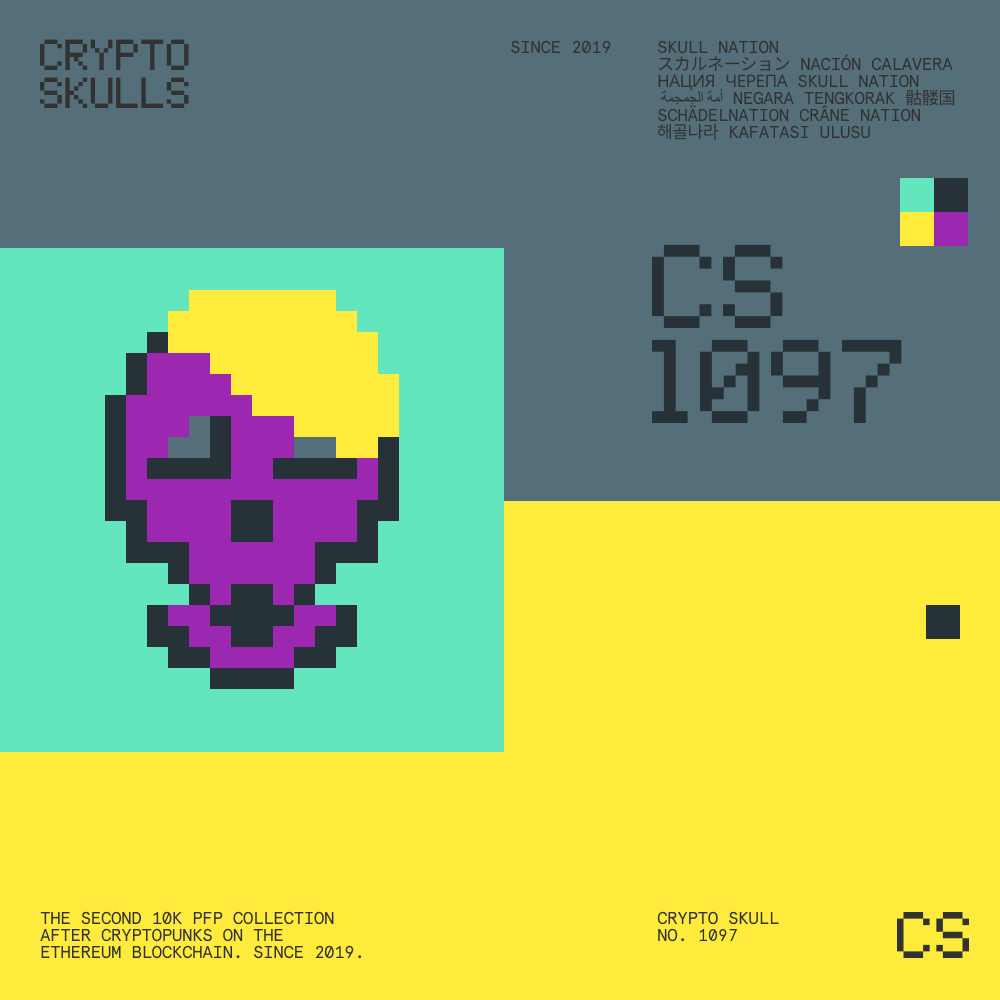 CRYPTO
SKULLS
SINCE 2019
SKULL NATION
スカルネーション NACIÓN CALAVERA
НАЦИЯ ЧЕРЕПА SKULL NATION
أمة الجمجمة NEGARA TENGKORAK 骷髅国
SCHÄDELNATION CRÂNE NATION
해골나라 KAFATASI ULUSU
CS
1097
THE SECOND 10K PFP COLLECTION
AFTER CRYPTOPUNKS ON THE
ETHEREUM BLOCKCHAIN. SINCE 2019.
CRYPTO SKULL
NO. 1097
CS